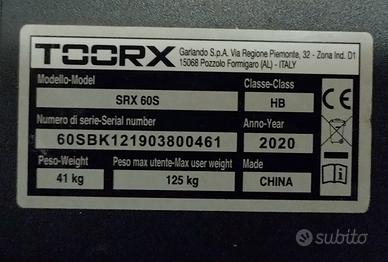 TOORX
Garlando S.p.A. Via Regione Piemonte, 32 - Zona Ind. D1
15068 Pozzolo Formigaro (AL) - ITALY
Modello-Model
Classe-Class
SRX 60S
HB
Numero di serie-Serial number
Anno-Year
60SBK121903800461
2020
Peso-Weight
Peso max utente-Max user weight
Made
41 kg
125 kg
CHINA
CE
subito